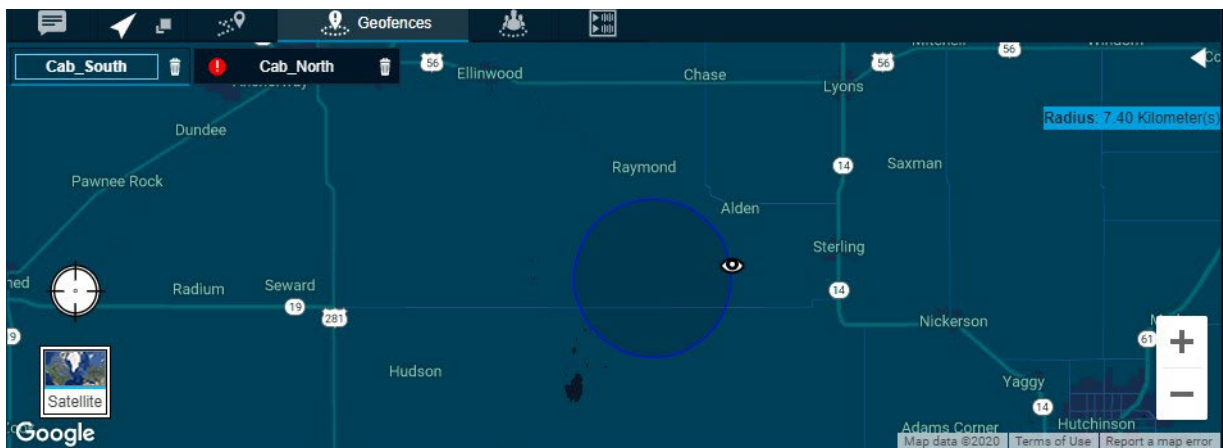 Geofences
Cab_South
Cab_North
56
Ellinwood
Chase
56
56
Lyons
Radius: 7.40 Kilometer(s)
Dundee
Raymond
14
Saxman
Pawnee Rock
Alden
Sterling
Radium
Seward
14
19
281
Nickerson
61
Hudson
Satellite
Yaggy
14
Hutchinson
Adams Corner
Google
Map data ©2020
Terms of Use
Report a map error